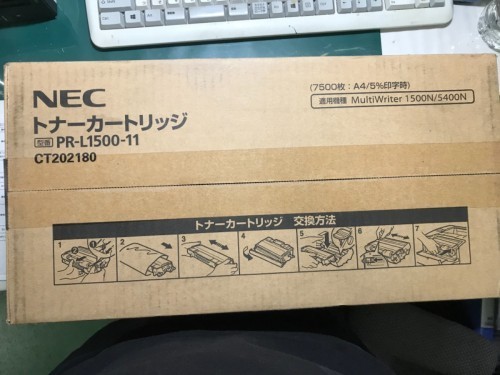 NEC
(7500枚：A4/5%印字時)
適用機種 MultiWriter 1500N/5400N
トナーカートリッジ
型番 PR-L1500-11
CT202180
トナーカートリッジ 交換方法
1 2 3 4 5 6 7